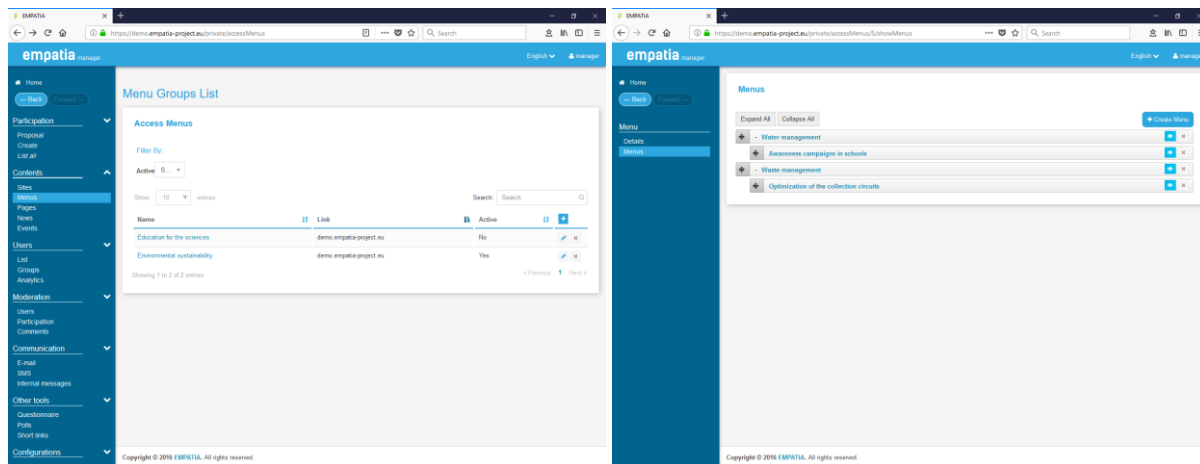 EMPATIA
https://demo.empatia-project.eu/private/accessMenus
Search
empatia manager
English
manager
Home
← Back
Forward →
Participation
Proposal
Create
List all
Contents
Sites
Menus
Pages
News
Events
Users
List
Groups
Analytics
Moderation
Users
Participation
Comments
Communication
E-mail
SMS
Internal messages
Other tools
Questionnaire
Polls
Short links
Configurations
Menu Groups List
Access Menus
Filter By:
Active S...
Show 10 entries
Search: Search
Name Link Active
Education for the sciences demo.empatia-project.eu No
Environmental sustainability demo.empatia-project.eu Yes
Showing 1 to 2 of 2 entries
Previous 1 Next
Copyright © 2016 EMPATIA. All rights reserved.
EMPATIA
https://demo.empatia-project.eu/private/accessMenus/5/showMenus
Search
empatia manager
English
manager
Home
← Back
Forward →
Menu
Details
Menus
Menus
Expand All Collapse All
+ Create Menu
- Water management
Awareness campaigns in schools
- Waste management
Optimization of the collection circuits
Copyright © 2016 EMPATIA. All rights reserved.